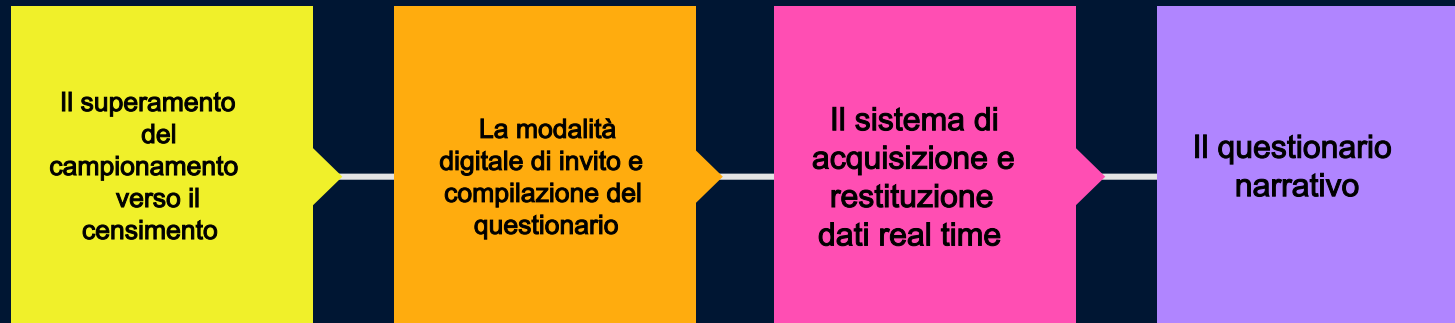 Il superamento
del
campionamento
verso il
censimento
La modalità
digitale di invito e
compilazione del
questionario
Il sistema di
acquisizione e
restituzione
dati real time
Il questionario
narrativo